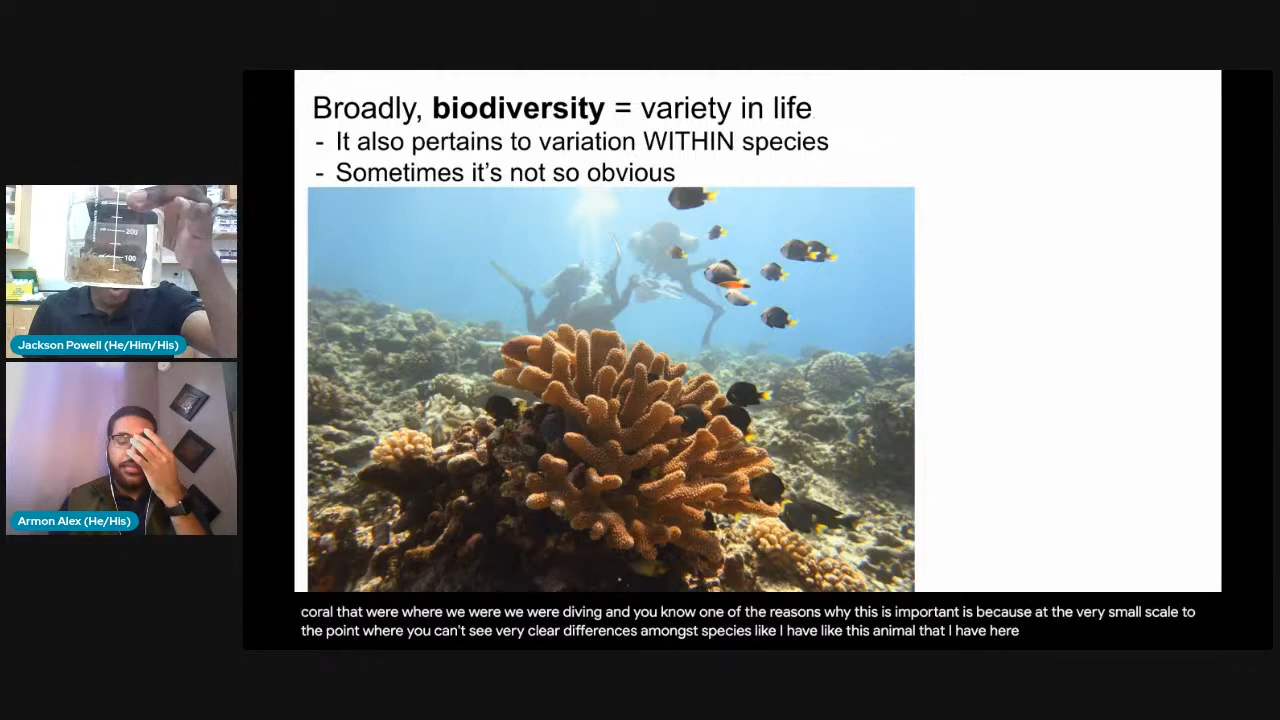 Broadly, biodiversity = variety in life
- It also pertains to variation WITHIN species
- Sometimes it's not so obvious
200
100
Jackson Powell (He/Him/His)
Armon Alex (He/His)
coral that were where we were we were diving and you know one of the reasons why this is important is because at the very small scale to
the point where you can't see very clear differences amongst species like I have like this animal that I have here